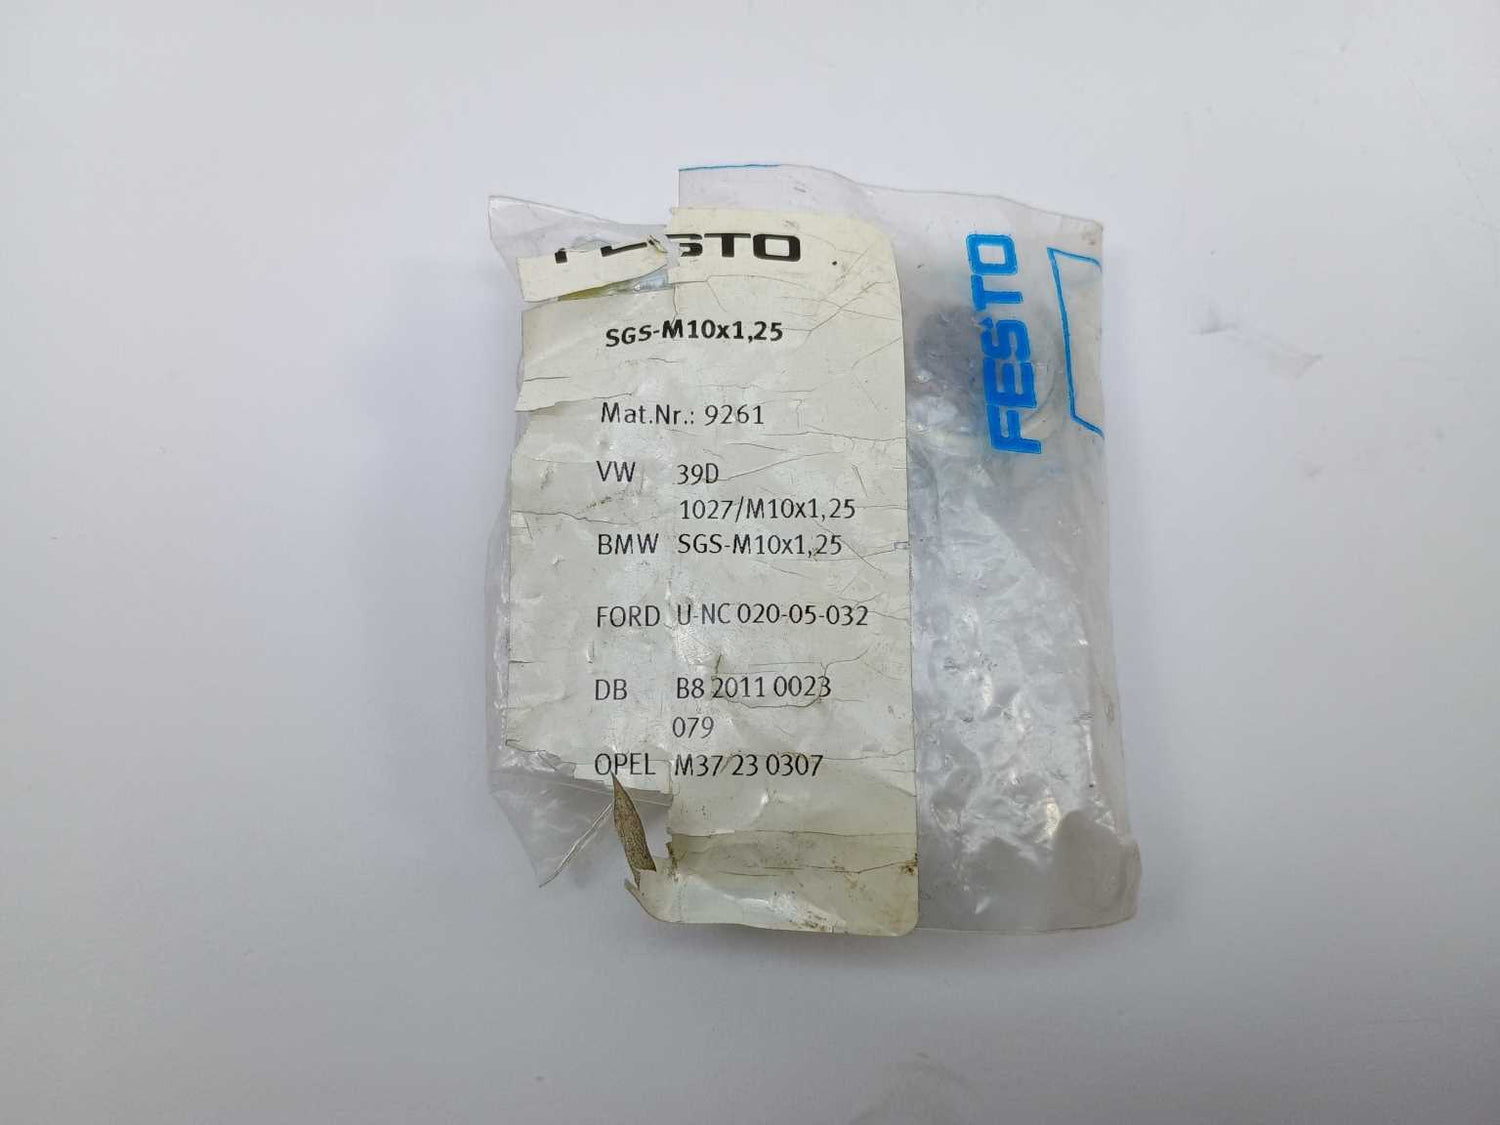 FESTO
SGS-M10x1,25
Mat.Nr.: 9261
VW 39D
1027/M10x1,25
BMW SGS-M10x1,25
FORD U-NC 020-05-032
DB B8 2011 0023
079
OPEL M37 23 0307
FESTO